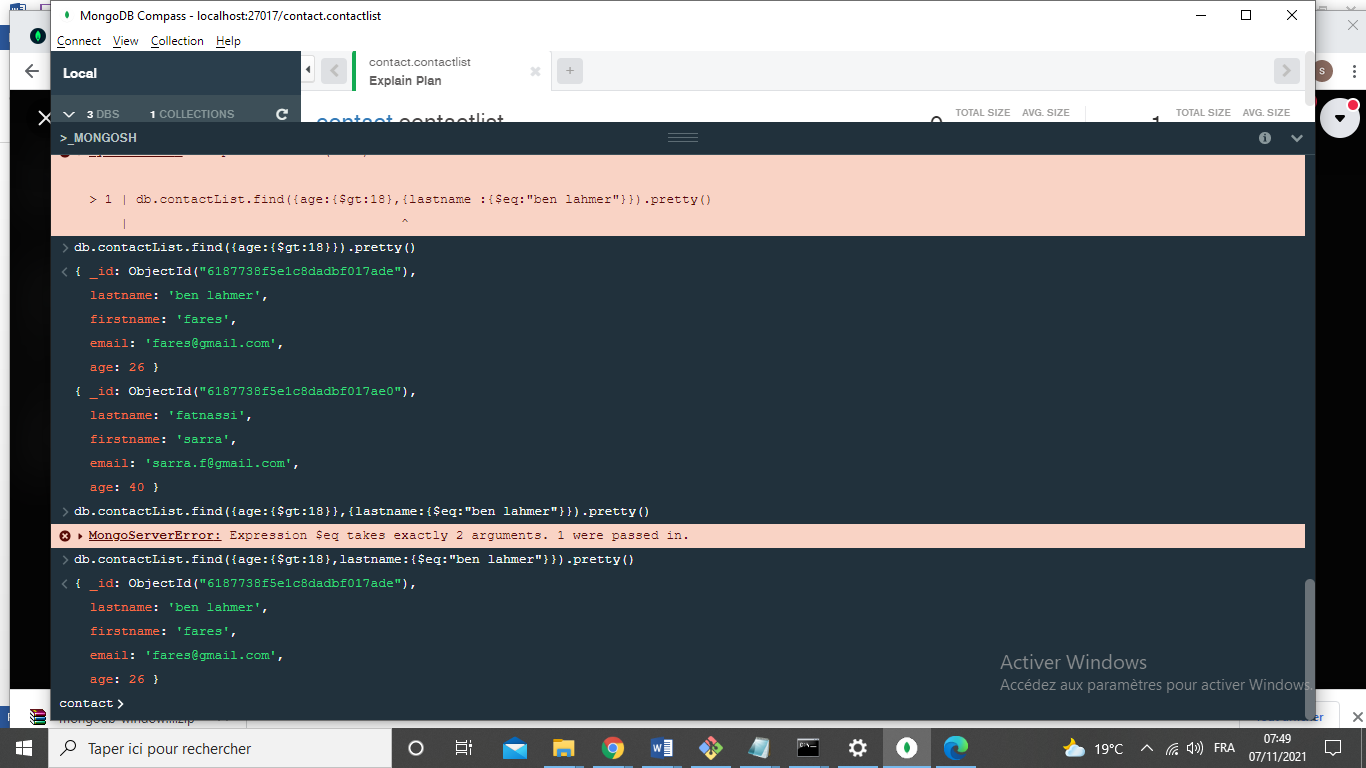 MongoDB Compass - localhost:27017/contact.contactlist
Connect View Collection Help
Local
contact.contactlist
Explain Plan
3 DBS 1 COLLECTIONS
contact.contactlist
TOTAL SIZE AVG. SIZE
TOTAL SIZE AVG. SIZE
>_MONGOSH
> 1 | db.contactList.find({age:{$gt:18},{lastname :{$eq:"ben lahmer"}}).pretty()
| ^
db.contactList.find({age:{$gt:18}}).pretty()
{ _id: ObjectId("6187738f5e1c8dadbf017ade"),
lastname: 'ben lahmer',
firstname: 'fares',
email: 'fares@gmail.com',
age: 26 }
{ _id: ObjectId("6187738f5e1c8dadbf017ae0"),
lastname: 'fatnassi',
firstname: 'sarra',
email: 'sarra.f@gmail.com',
age: 40 }
db.contactList.find({age:{$gt:18}},{lastname:{$eq:"ben lahmer"}}).pretty()
MongoServerError: Expression $eq takes exactly 2 arguments. 1 were passed in.
db.contactList.find({age:{$gt:18},lastname:{$eq:"ben lahmer"}}).pretty()
{ _id: ObjectId("6187738f5e1c8dadbf017ade"),
lastname: 'ben lahmer',
firstname: 'fares',
email: 'fares@gmail.com',
age: 26 }
contact >
Activer Windows
Accédez aux paramètres pour activer Windows.
Taper ici pour rechercher
19°C
FRA
07:49
07/11/2021